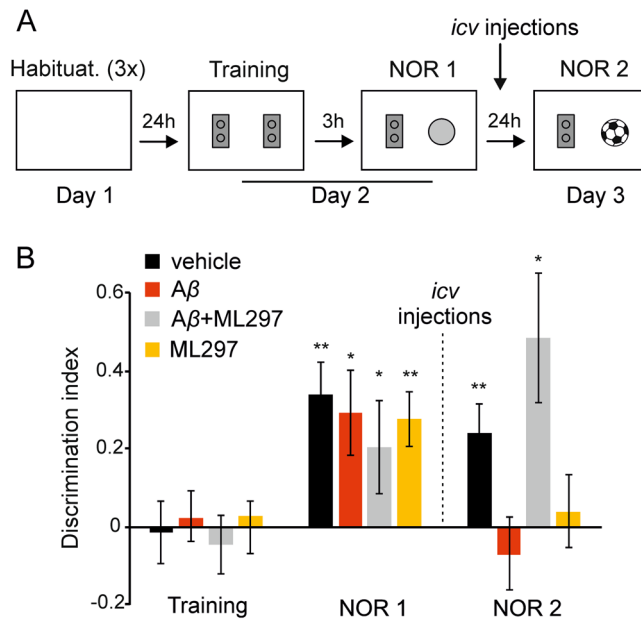 A
icv injections
Habituat. (3x)
Training
NOR 1
NOR 2
24h
3h
24h
Day 1
Day 2
Day 3
B
vehicle
Aβ
Aβ+ML297
ML297
icv
injections
Discrimination index
0.6
0.4
0.2
0
-0.2
** * * **
** *
Training
NOR 1
NOR 2